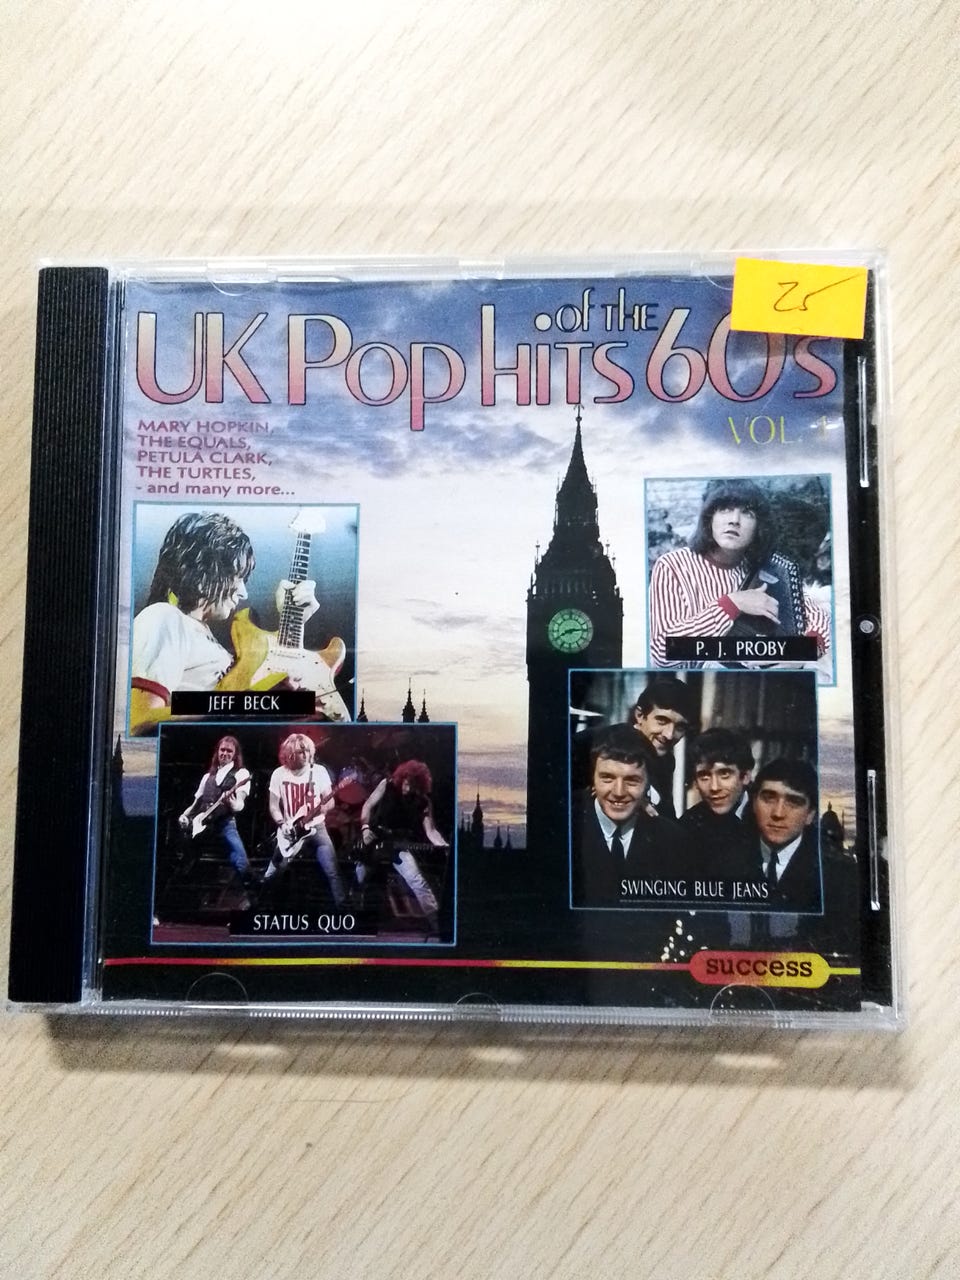 25
UK Pop hits of the 60's
VOL. 1
MARY HOPKIN,
THE EQUALS,
PETULA CLARK,
THE TURTLES,
- and many more...
JEFF BECK
P. J. PROBY
STATUS QUO
SWINGING BLUE JEANS
success